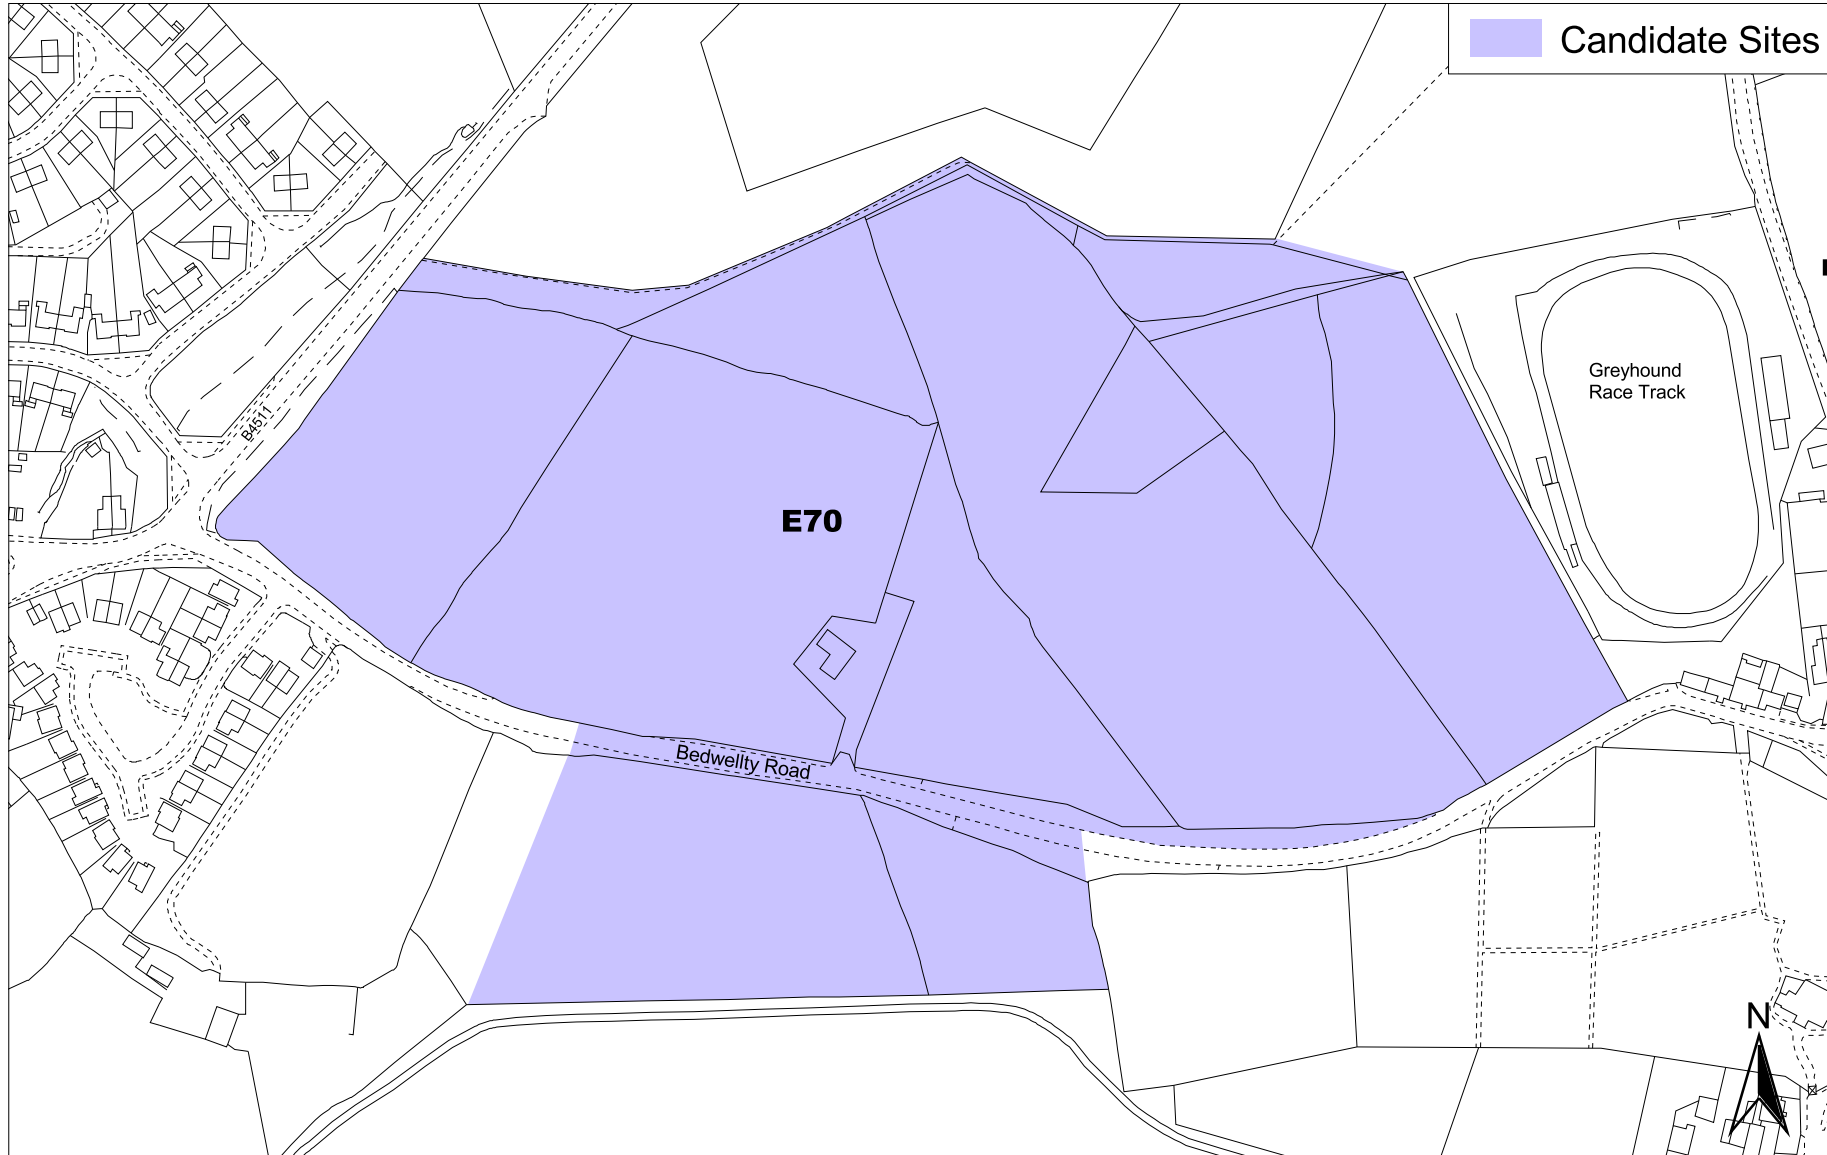 Candidate Sites
Greyhound
Race Track
B4511
E70
Bedwellty Road
N